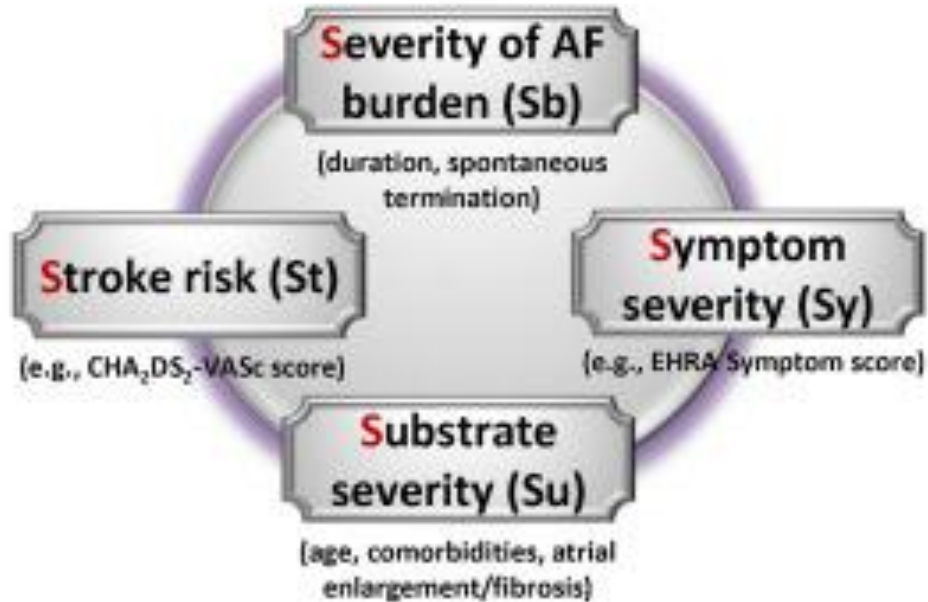 Severity of AF
burden (Sb)
(duration, spontaneous
termination)
Stroke risk (St)
(e.g., CHA₂DS₂-VASc score)
Symptom
severity (Sy)
(e.g., EHRA Symptom score)
Substrate
severity (Su)
(age, comorbidities, atrial
enlargement/fibrosis)